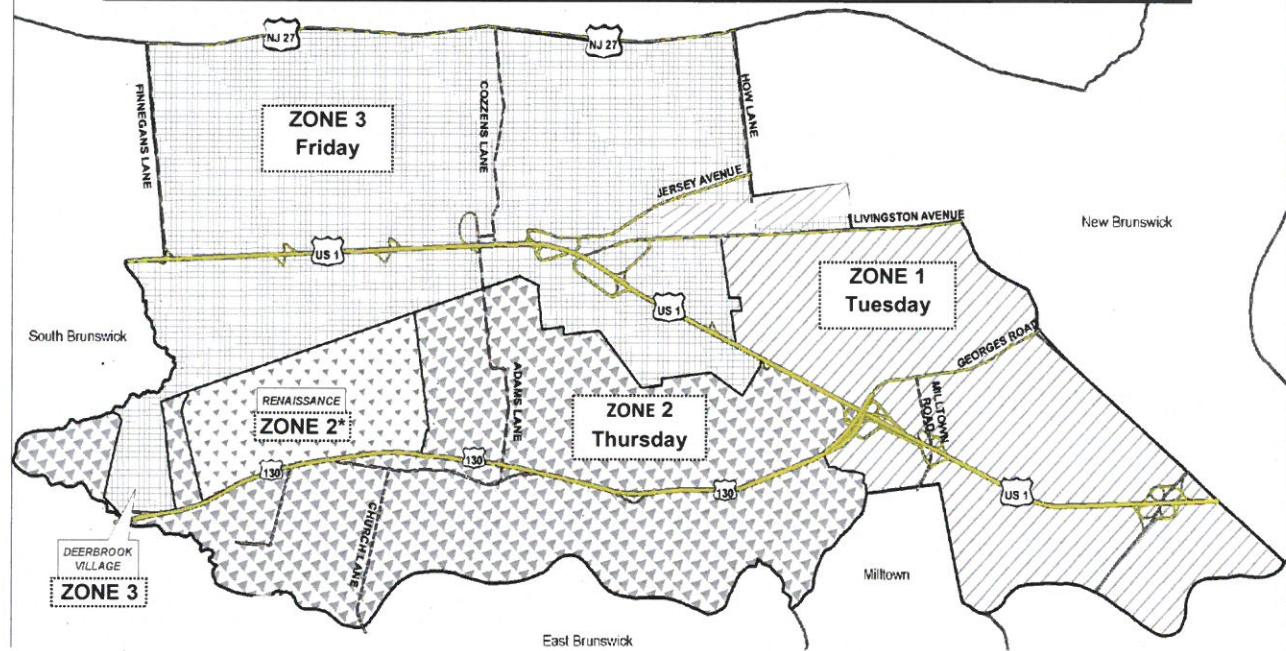 NJ 27
NJ 27
FINNEGANS LANE
COZZENS LANE
HOW LANE
ZONE 3
Friday
JERSEY AVENUE
LIVINGSTON AVENUE
New Brunswick
US 1
ZONE 1
Tuesday
US 1
South Brunswick
GEORGES ROAD
ADAMS LANE
MILLTOWN
ROAD
RENAISSANCE
ZONE 2*
ZONE 2
Thursday
130
130
130
US 1
CHURCH LANE
DEERBROOK
VILLAGE
ZONE 3
Milltown
East Brunswick